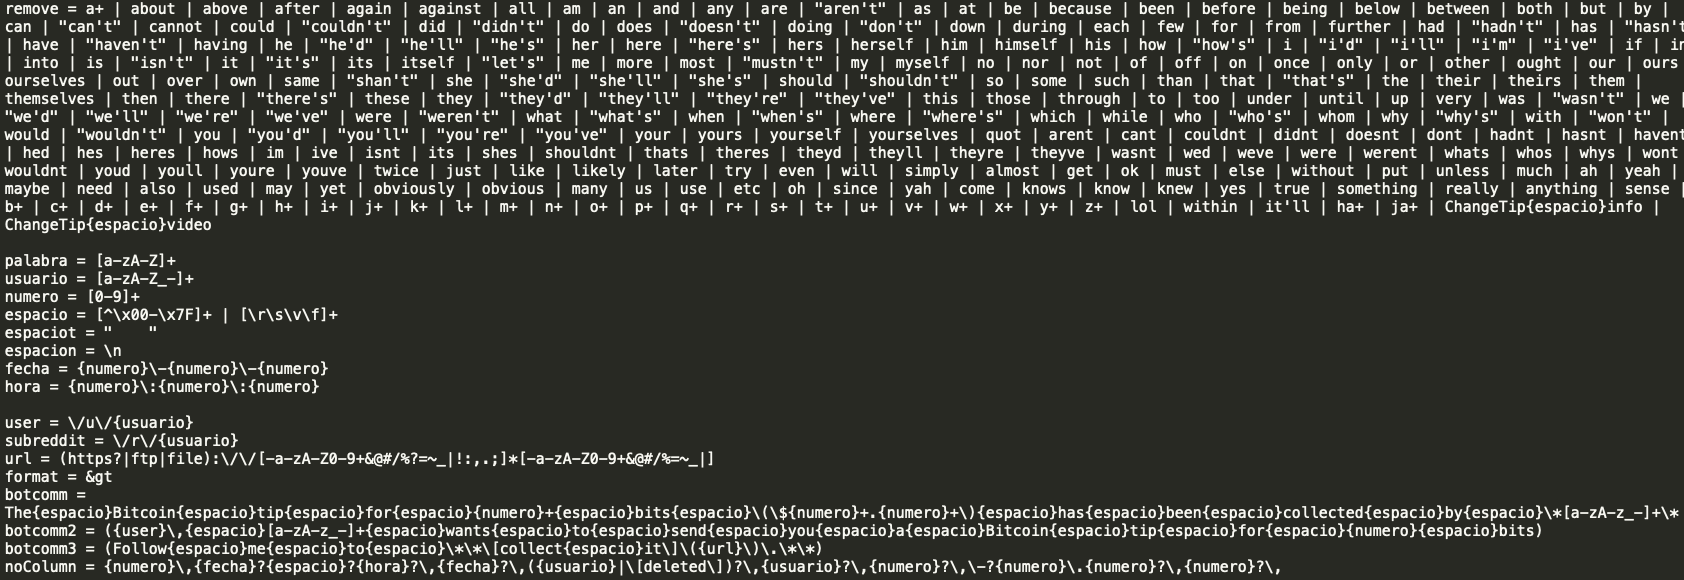 remove = a+ | about | above | after | again | against | all | am | an | and | any | are | "aren't" | as | at | be | because | been | before | being | below | between | both | but | by |
can | "can't" | cannot | could | "couldn't" | did | "didn't" | do | does | "doesn't" | doing | "don't" | down | during | each | few | for | from | further | had | "hadn't" | has | "hasn't
| have | "haven't" | having | he | "he'd" | "he'll" | "he's" | her | here | "here's" | hers | herself | him | himself | his | how | "how's" | i | "i'd" | "i'll" | "i'm" | "i've" | if | in
| into | is | "isn't" | it | "it's" | its | itself | "let's" | me | more | most | "mustn't" | my | myself | no | nor | not | of | off | on | once | only | or | other | ought | our | ours
ourselves | out | over | own | same | "shan't" | she | "she'd" | "she'll" | "she's" | should | "shouldn't" | so | some | such | than | that | "that's" | the | their | theirs | them |
themselves | then | there | "there's" | these | they | "they'd" | "they'll" | "they're" | "they've" | this | those | through | to | too | under | until | up | very | was | "wasn't" | we |
"we'd" | "we'll" | "we're" | "we've" | were | "weren't" | what | "what's" | when | "when's" | where | "where's" | which | while | who | "who's" | whom | why | "why's" | with | "won't" |
would | "wouldn't" | you | "you'd" | "you'll" | "you're" | "you've" | your | yours | yourself | yourselves | quot | arent | cant | couldnt | didnt | doesnt | dont | hadnt | hasnt | havent
| hed | hes | heres | hows | im | ive | isnt | its | shes | shouldnt | thats | theres | theyd | theyll | theyre | theyve | wasnt | wed | weve | were | werent | whats | whos | whys | wont
wouldnt | youd | youll | youre | youve | twice | just | like | likely | later | try | even | will | simply | almost | get | ok | must | else | without | put | unless | much | ah | yeah |
maybe | need | also | used | may | yet | obviously | obvious | many | us | use | etc | oh | since | yah | come | knows | know | knew | yes | true | something | really | anything | sense |
b+ | c+ | d+ | e+ | f+ | g+ | h+ | i+ | j+ | k+ | l+ | m+ | n+ | o+ | p+ | q+ | r+ | s+ | t+ | u+ | v+ | w+ | x+ | y+ | z+ | lol | within | it'll | ha+ | ja+ | ChangeTip{espacio}info |
ChangeTip{espacio}video
palabra = [a-zA-Z]+
usuario = [a-zA-Z_-]+
numero = [0-9]+
espacio = [^\x00-\x7F]+ | [\r\s\v\f]+
espaciot = "    "
espacion = \n
fecha = {numero}\-{numero}\-{numero}
hora = {numero}\:{numero}\:{numero}
user = \/u\/{usuario}
subreddit = \/r\/{usuario}
url = (https?|ftp|file):\/\/[-a-zA-Z0-9+&@#/%?=~_|!:,.;]*[-a-zA-Z0-9+&@#/%=~_|]
format = &gt
botcomm =
The{espacio}Bitcoin{espacio}tip{espacio}for{espacio}{numero}+{espacio}bits{espacio}\(\${numero}+.{numero}+\){espacio}has{espacio}been{espacio}collected{espacio}by{espacio}\*[a-zA-z_-]+\*
botcomm2 = ({user}\,{espacio}[a-zA-z_-]+{espacio}wants{espacio}to{espacio}send{espacio}you{espacio}a{espacio}Bitcoin{espacio}tip{espacio}for{espacio}{numero}{espacio}bits)
botcomm3 = (Follow{espacio}me{espacio}to{espacio}\*\*\[collect{espacio}it\]\({url}\)\.\*\*)
noColumn = {numero}\,{fecha}?{espacio}?{hora}?\,{fecha}?\,({usuario}|\[deleted\])?\,{usuario}?\,{numero}?\,\-?{numero}\.{numero}?\,{numero}?\,